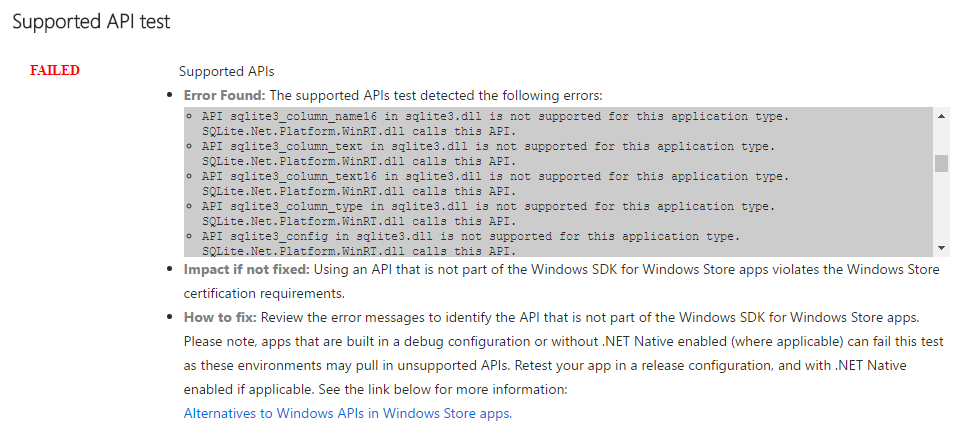 Supported API test
FAILED
Supported APIs
Error Found: The supported APIs test detected the following errors:
API sqlite3_column_name16 in sqlite3.dll is not supported for this application type.
SQLite.Net.Platform.WinRT.dll calls this API.
API sqlite3_column_text in sqlite3.dll is not supported for this application type.
SQLite.Net.Platform.WinRT.dll calls this API.
API sqlite3_column_text16 in sqlite3.dll is not supported for this application type.
SQLite.Net.Platform.WinRT.dll calls this API.
API sqlite3_column_type in sqlite3.dll is not supported for this application type.
SQLite.Net.Platform.WinRT.dll calls this API.
API sqlite3_config in sqlite3.dll is not supported for this application type.
SQLite.Net.Platform.WinRT.dll calls this API.
Impact if not fixed: Using an API that is not part of the Windows SDK for Windows Store apps violates the Windows Store
certification requirements.
How to fix: Review the error messages to identify the API that is not part of the Windows SDK for Windows Store apps.
Please note, apps that are built in a debug configuration or without .NET Native enabled (where applicable) can fail this test
as these environments may pull in unsupported APIs. Retest your app in a release configuration, and with .NET Native
enabled if applicable. See the link below for more information:
Alternatives to Windows APIs in Windows Store apps.